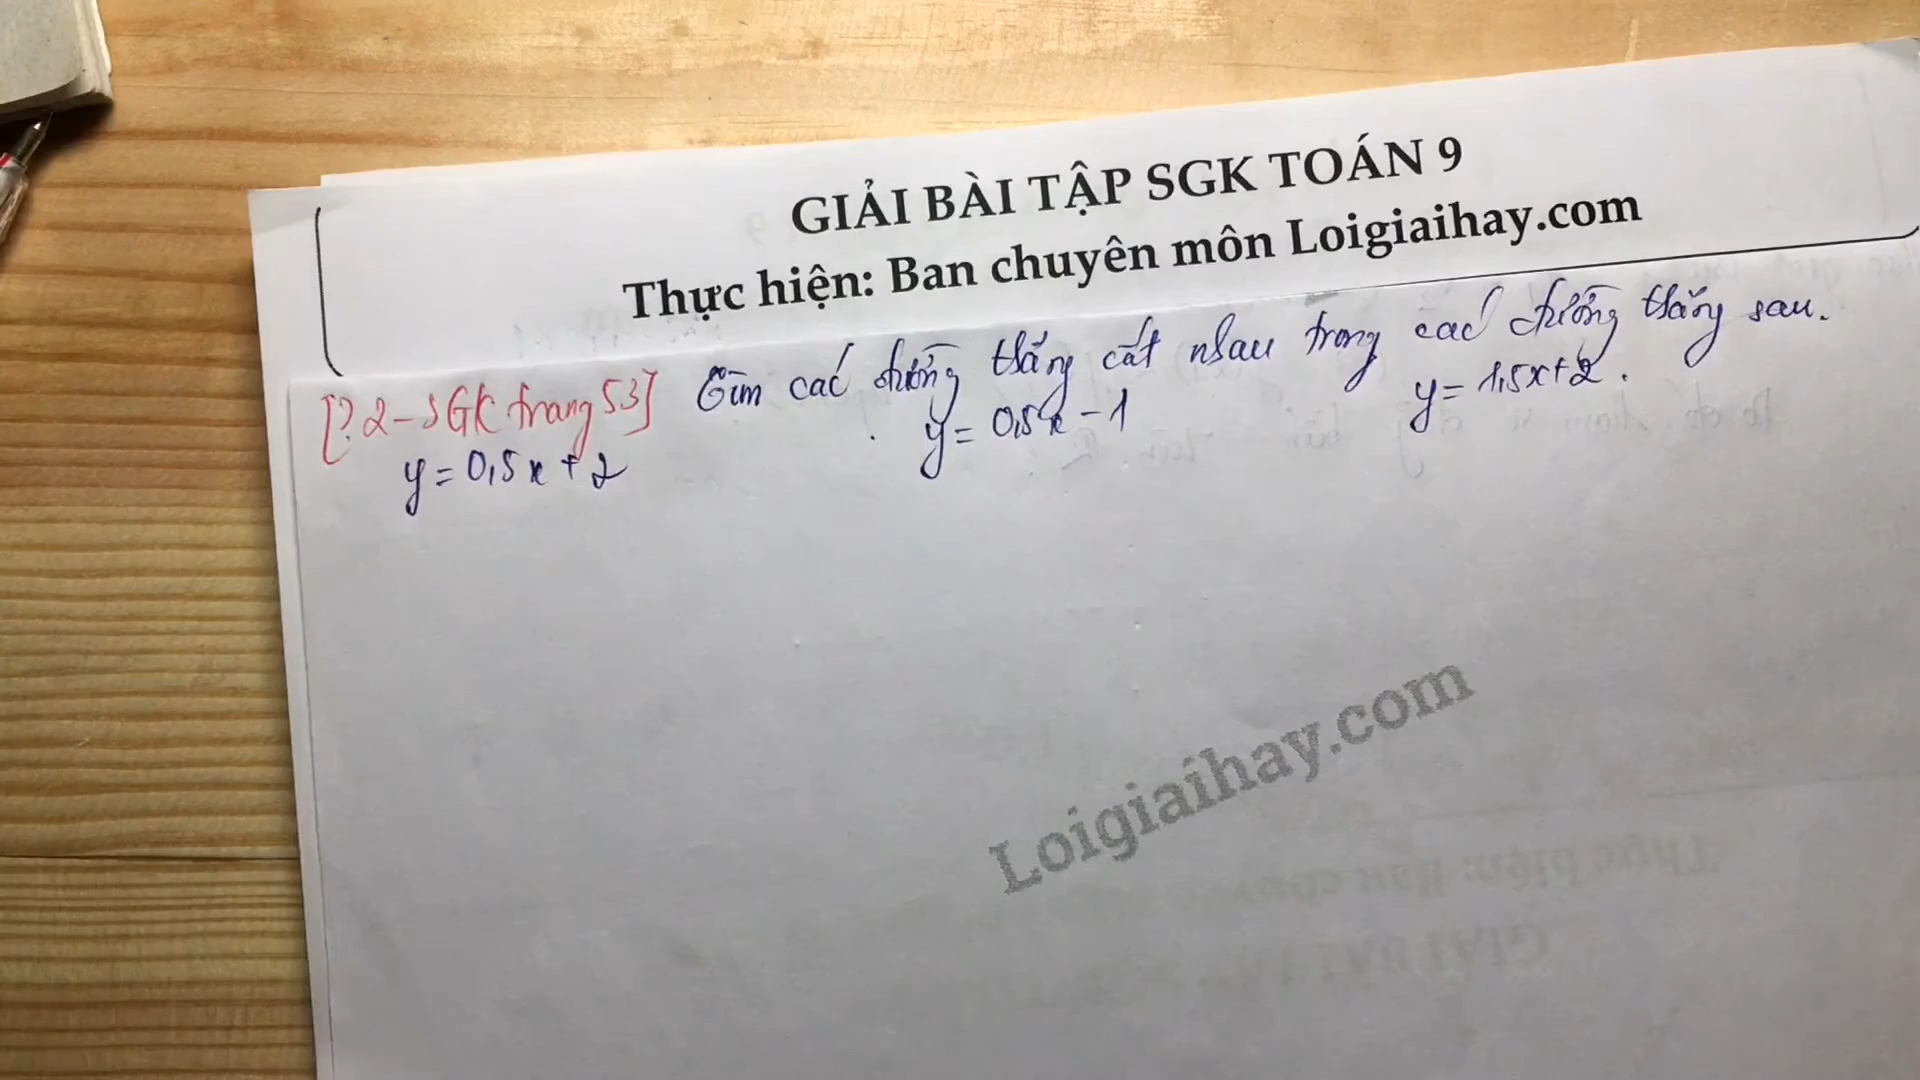 GIẢI BÀI TẬP SGK TOÁN 9
Thực hiện: Ban chuyên môn Loigiaihay.com
[?2 - SGK trang 53] Tìm các đường thẳng cắt nhau trong các đường thẳng sau.
y = 0,5x + 2 y = 0,5x - 1 y = 1,5x + 2.
Loigiaihay.com